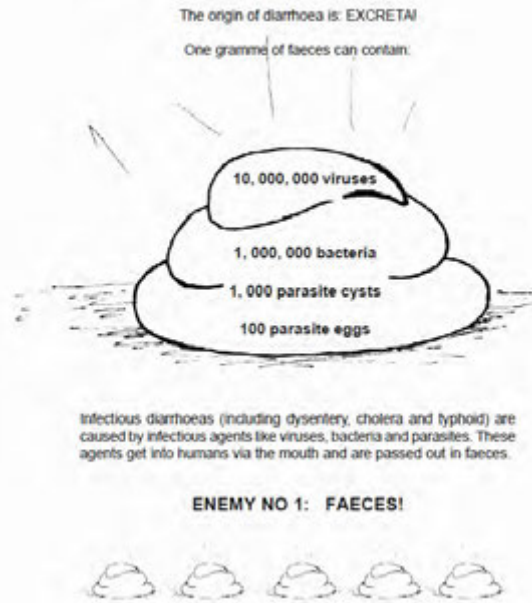 The origin of diarrhoea is: EXCRETA!
One gramme of faeces can contain:
10, 000, 000 viruses
1, 000, 000 bacteria
1, 000 parasite cysts
100 parasite eggs
Infectious diarrhoeas (including dysentery, cholera and typhoid) are
caused by infectious agents like viruses, bacteria and parasites. These
agents get into humans via the mouth and are passed out in faeces.
ENEMY NO 1: FAECES!